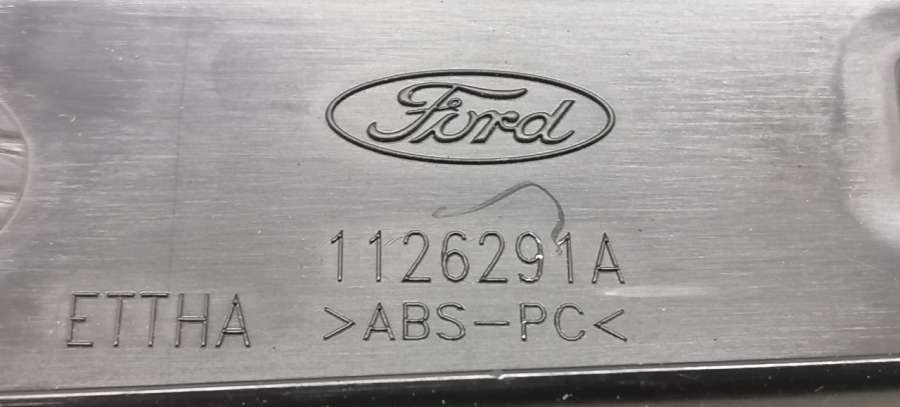 Ford
1126291A
ETTHA >ABS-PC<